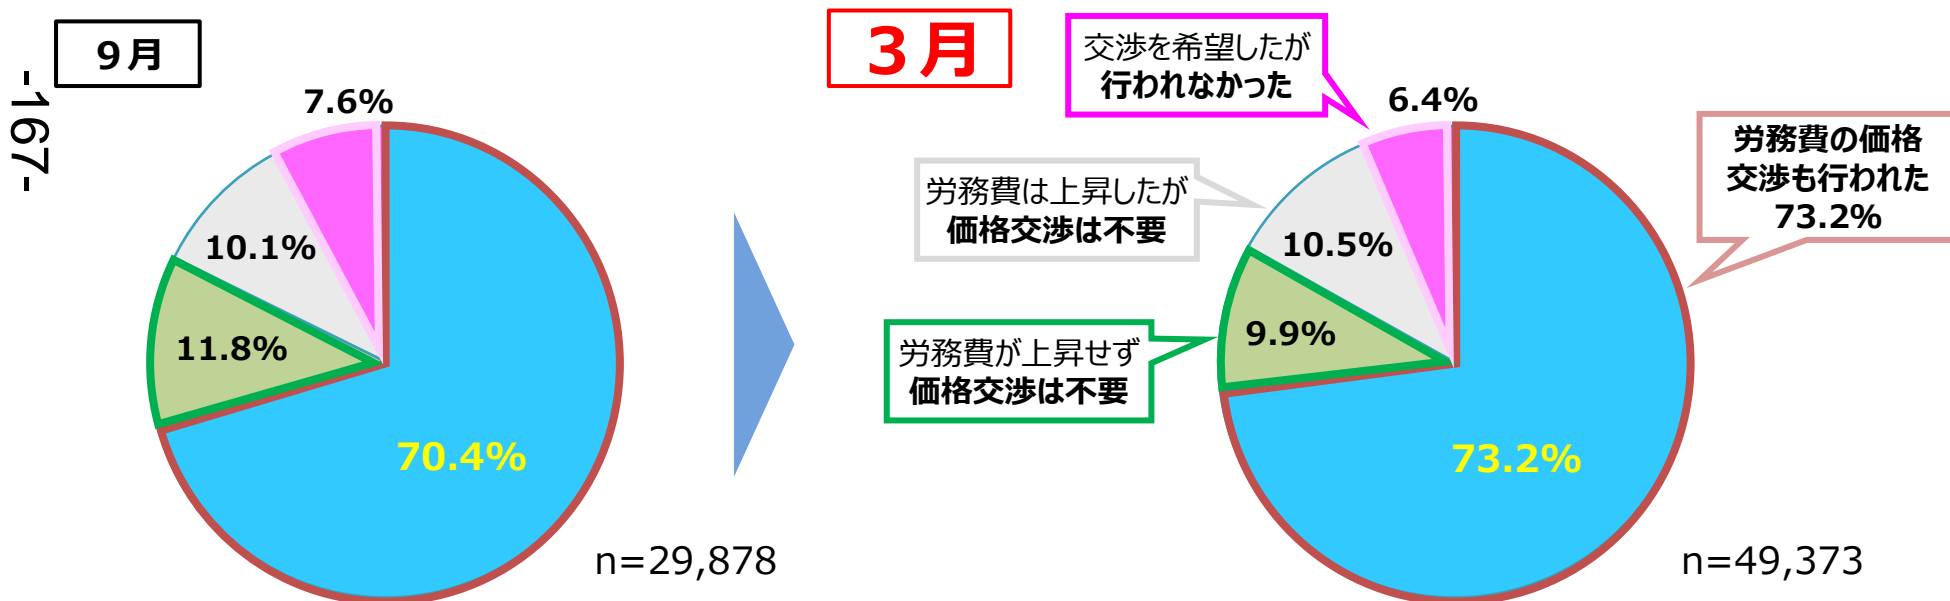 -167-
9月
7.6%
10.1%
11.8%
70.4%
n=29,878
3月
交渉を希望したが
行われなかった
6.4%
労務費の価格
交渉も行われた
73.2%
労務費は上昇したが
価格交渉は不要
10.5%
労務費が上昇せず
価格交渉は不要
9.9%
73.2%
n=49,373